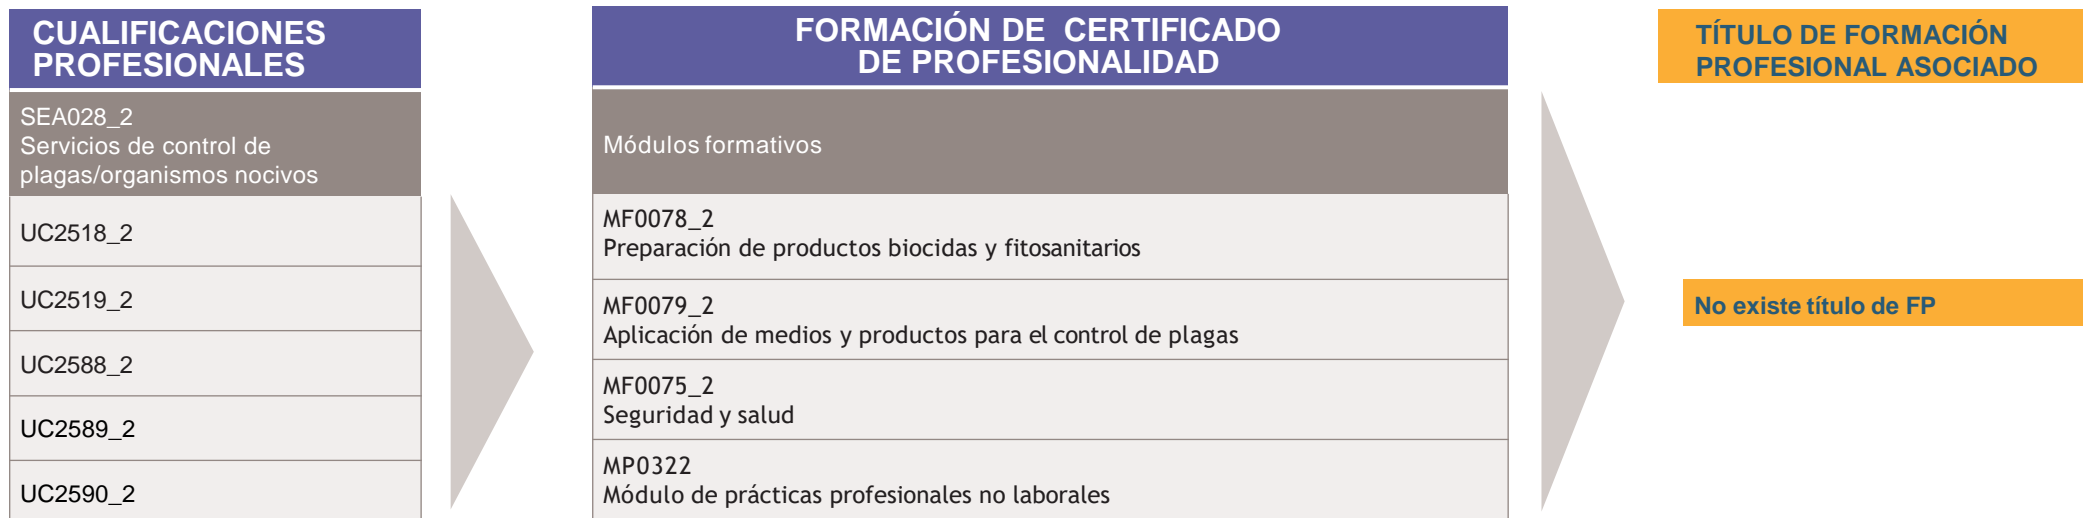 CUALIFICACIONES
PROFESIONALES
SEA028_2
Servicios de control de
plagas/organismos nocivos
UC2518_2
UC2519_2
UC2588_2
UC2589_2
UC2590_2
FORMACIÓN DE CERTIFICADO
DE PROFESIONALIDAD
Módulos formativos
MF0078_2
Preparación de productos biocidas y fitosanitarios
MF0079_2
Aplicación de medios y productos para el control de plagas
MF0075_2
Seguridad y salud
MP0322
Módulo de prácticas profesionales no laborales
TÍTULO DE FORMACIÓN
PROFESIONAL ASOCIADO
No existe título de FP